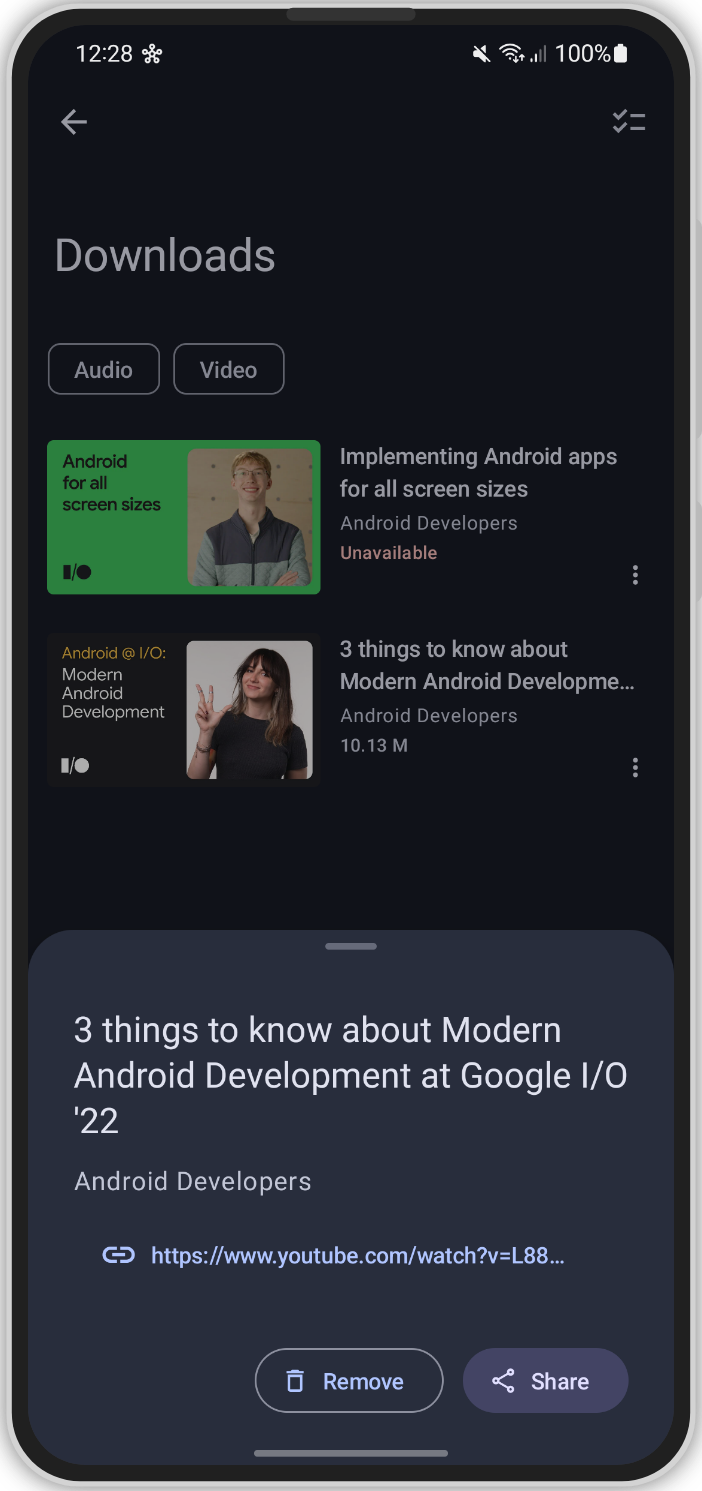 12:28
100%
Downloads
Audio
Video
Android
for all
screen sizes
I/O
Implementing Android apps
for all screen sizes
Android Developers
Unavailable
Android @ I/O:
Modern
Android
Development
I/O
3 things to know about
Modern Android Developme…
Android Developers
10.13 M
3 things to know about Modern
Android Development at Google I/O
'22
Android Developers
https://www.youtube.com/watch?v=L88…
Remove
Share